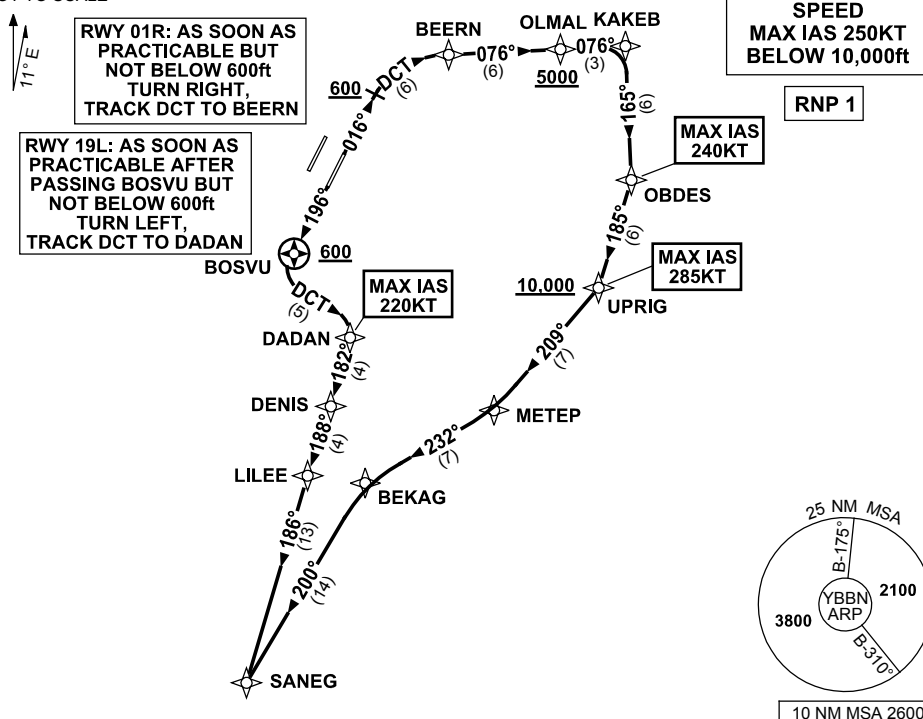 11° E
RWY 01R: AS SOON AS
PRACTICABLE BUT
NOT BELOW 600ft
TURN RIGHT,
TRACK DCT TO BEERN
RWY 19L: AS SOON AS
PRACTICABLE AFTER
PASSING BOSVU BUT
NOT BELOW 600ft
TURN LEFT,
TRACK DCT TO DADAN
SPEED
MAX IAS 250KT
BELOW 10,000ft
RNP 1
BEERN
OLMAL
KAKEB
076°
(6)
076°
(3)
5000
DCT
(6)
600
016°
196°
165°
(6)
MAX IAS
240KT
OBDES
185°
(6)
BOSVU
600
DCT
(5)
MAX IAS
220KT
DADAN
10,000
MAX IAS
285KT
UPRIG
182°
(4)
209°
(7)
DENIS
METEP
188°
(4)
232°
(7)
LILEE
BEKAG
186°
(13)
200°
(14)
SANEG
25 NM MSA
B-175°
YBBN
ARP
2100
3800
B-310°
10 NM MSA 2600